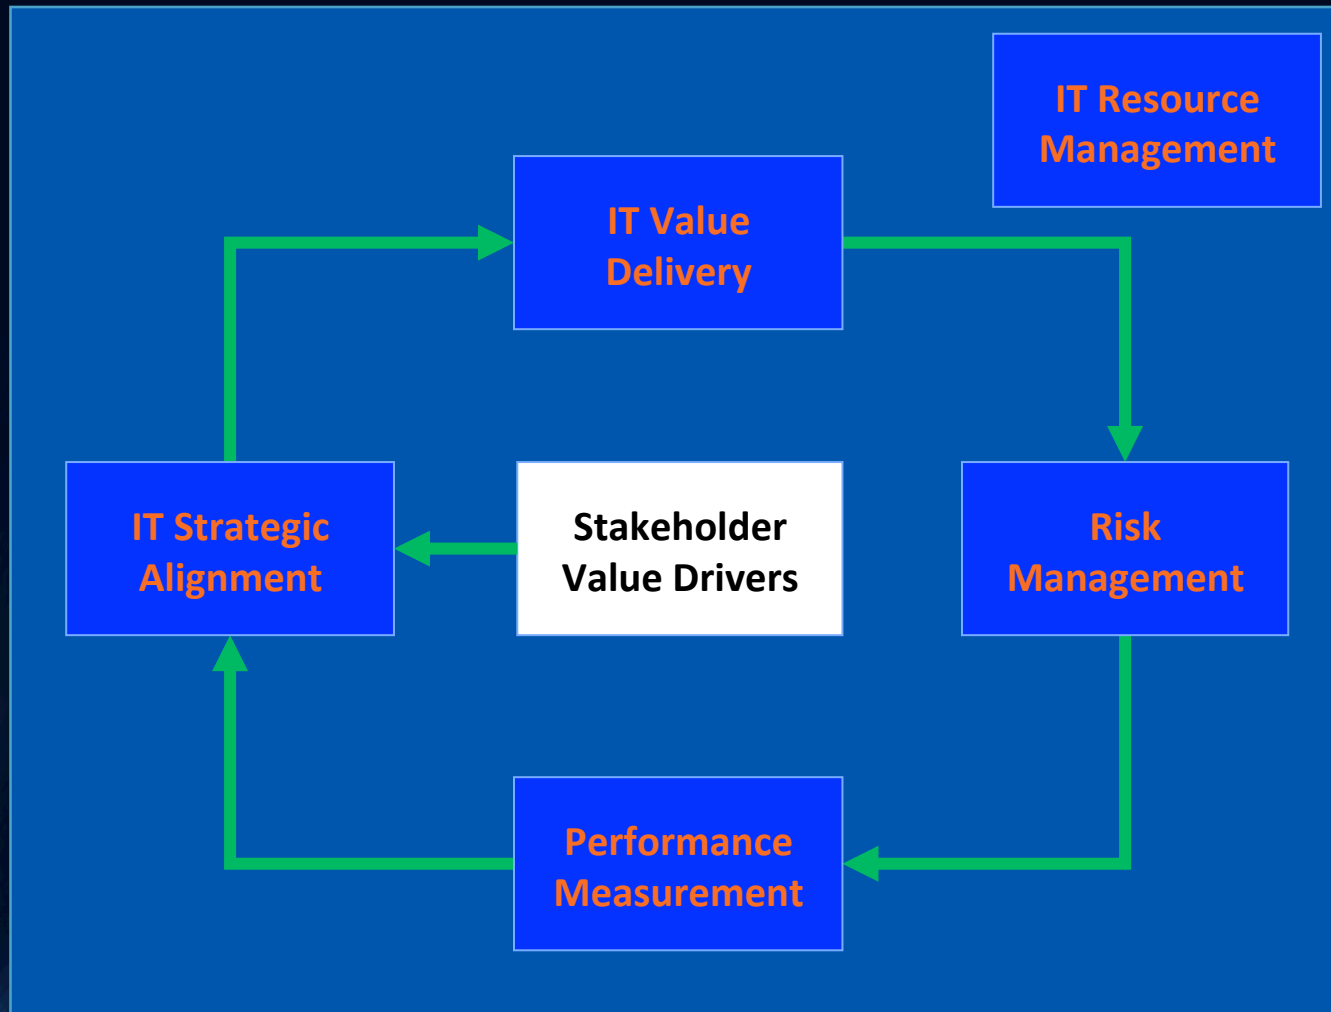 IT Resource
Management
IT Value
Delivery
IT Strategic
Alignment
Stakeholder
Value Drivers
Risk
Management
Performance
Measurement